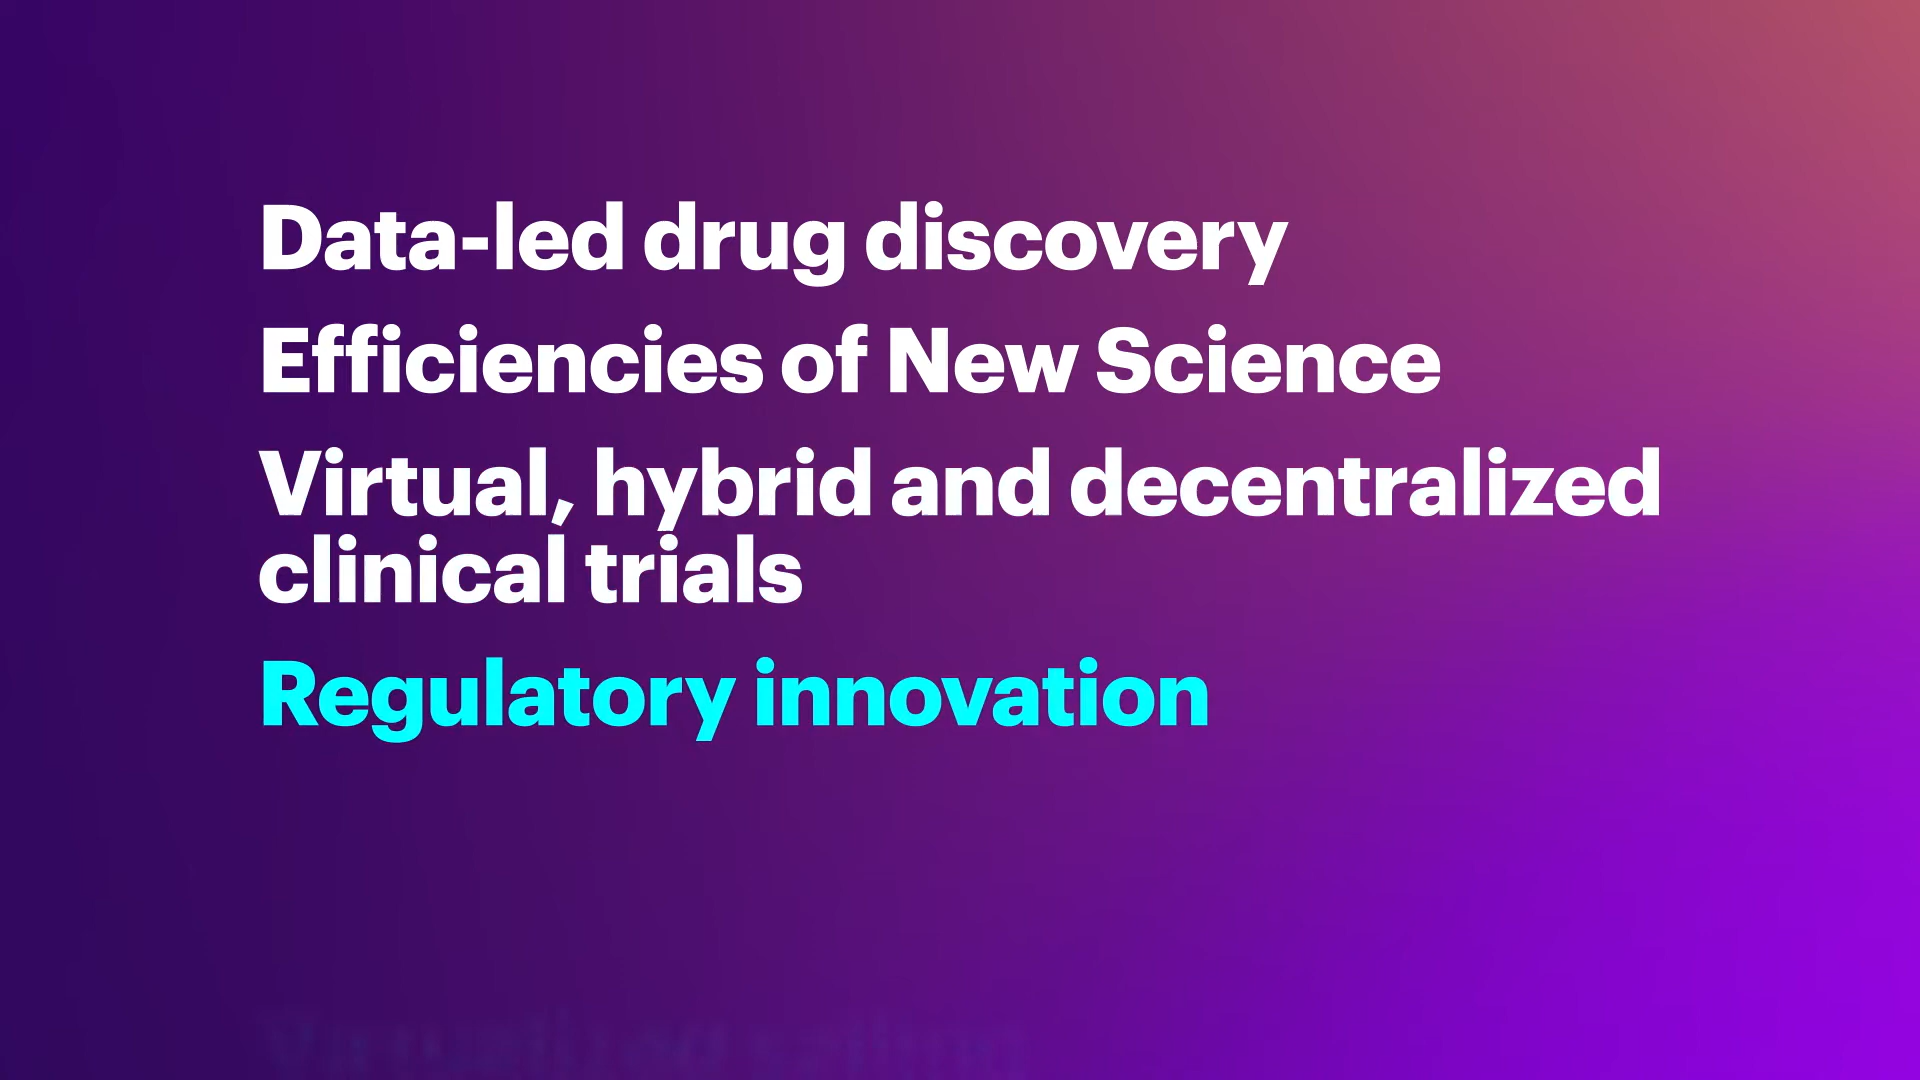 Data-led drug discovery
Efficiencies of New Science
Virtual, hybrid and decentralized
clinical trials
Regulatory innovation